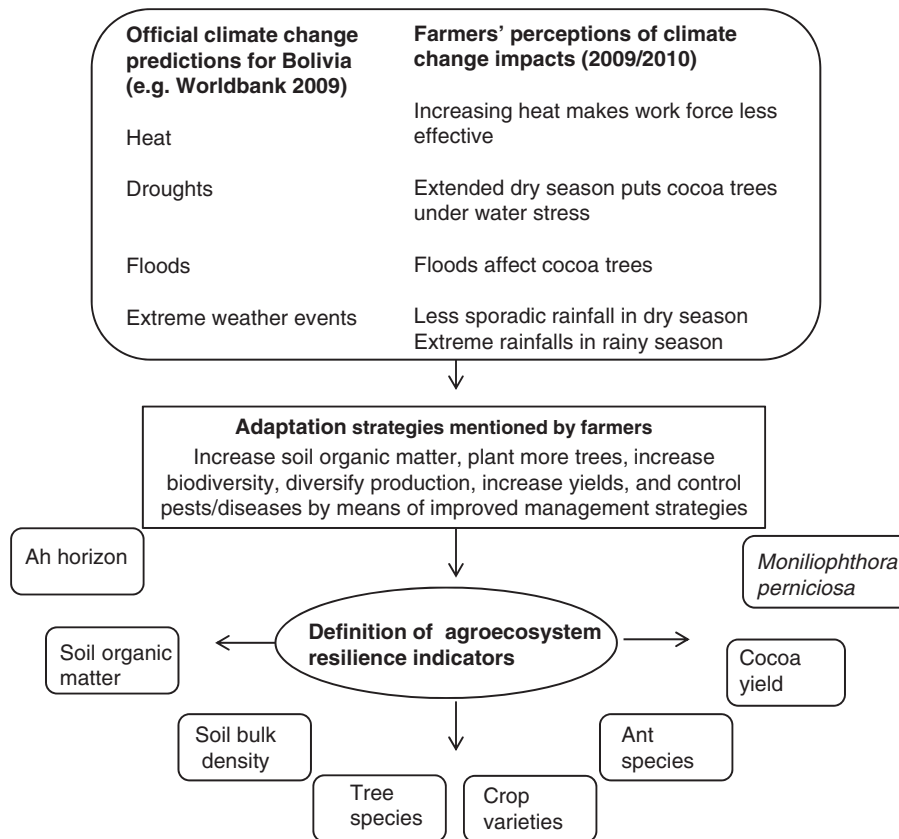 Official climate change
predictions for Bolivia
(e.g. Worldbank 2009)
Heat
Droughts
Floods
Extreme weather events
Farmers' perceptions of climate
change impacts (2009/2010)
Increasing heat makes work force less
effective
Extended dry season puts cocoa trees
under water stress
Floods affect cocoa trees
Less sporadic rainfall in dry season
Extreme rainfalls in rainy season
Adaptation strategies mentioned by farmers
Increase soil organic matter, plant more trees, increase
biodiversity, diversify production, increase yields, and control
pests/diseases by means of improved management strategies
Definition of agroecosystem
resilience indicators
Ah horizon
Soil organic
matter
Soil bulk
density
Tree
species
Crop
varieties
Ant
species
Cocoa
yield
Moniliophthora
perniciosa